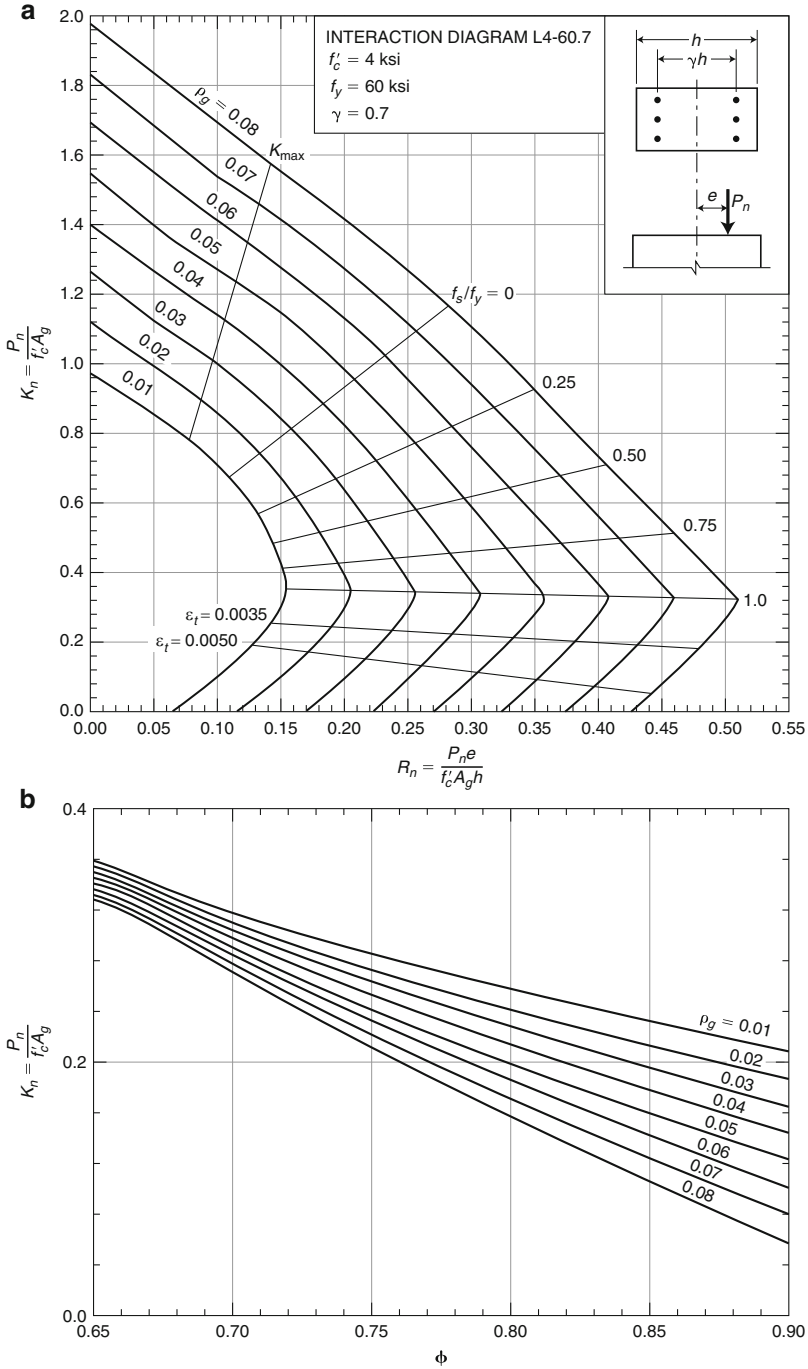 a
INTERACTION DIAGRAM L4-60.7
f′c = 4 ksi
fy = 60 ksi
γ = 0.7
h
γh
e
Pn
2.0
1.8
1.6
1.4
1.2
1.0
0.8
0.6
0.4
0.2
0.0
Kn = Pn / f′c Ag
ρg = 0.08
0.07
0.06
0.05
0.04
0.03
0.02
0.01
Kmax
fs/fy = 0
0.25
0.50
0.75
1.0
εt = 0.0035
εt = 0.0050
0.00 0.05 0.10 0.15 0.20 0.25 0.30 0.35 0.40 0.45 0.50 0.55
Rn = Pn e / f′c Ag h
b
0.4
0.2
0.0
Kn = Pn / f′c Ag
ρg = 0.01
0.02
0.03
0.04
0.05
0.06
0.07
0.08
0.65 0.70 0.75 0.80 0.85 0.90
ϕ